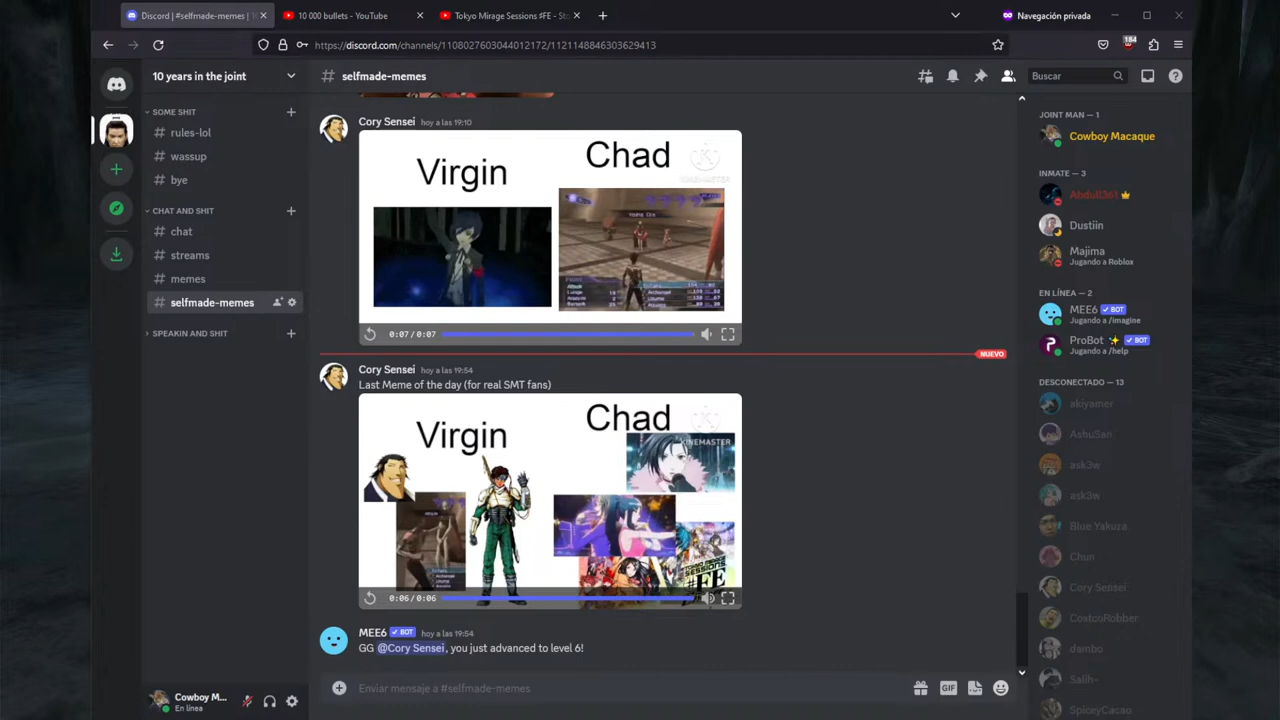 Discord | #selfmade-memes | 1
10 000 bullets - YouTube
Tokyo Mirage Sessions #FE - St
Navegación privada
https://discord.com/channels/1108027603044012172/1121148846303629413
184
10 years in the joint
# selfmade-memes
Buscar
SOME SHIT
# rules-lol
# wassup
# bye
CHAT AND SHIT
# chat
# streams
# memes
# selfmade-memes
SPEAKIN AND SHIT
Cory Sensei hoy a las 19:10
Virgin
Chad
KINEMASTER
0:07/0:07
NUEVO
Cory Sensei hoy a las 19:54
Last Meme of the day (for real SMT fans)
Virgin
Chad
KINEMASTER
0:06/0:06
MEE6 BOT hoy a las 19:54
GG @Cory Sensei, you just advanced to level 6!
Enviar mensaje a #selfmade-memes
GIF
Cowboy M...
En línea
JOINT MAN — 1
Cowboy Macaque
INMATE — 3
Abdull361
Dustiin
Majima
Jugando a Roblox
EN LÍNEA — 2
MEE6 BOT
Jugando a /imagine
ProBot BOT
Jugando a /help
DESCONECTADO — 13
akiyamer
AshuSan
ask3w
ask3w
Blue Yakuza.
Chun
Cory Sensei
CostcoRobber
dambo
Salih-
SpiceyCacao